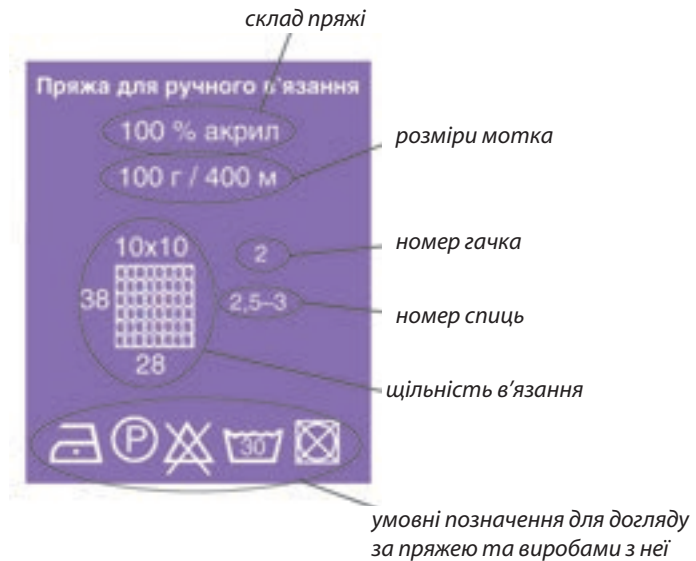 склад пряжі
Пряжа для ручного в'язання
100 % акрил
розміри мотка
100 г / 400 м
10х10
2
номер гачка
38
2,5–3
номер спиць
28
щільність в'язання
P
30
умовні позначення для догляду
за пряжею та виробами з неї